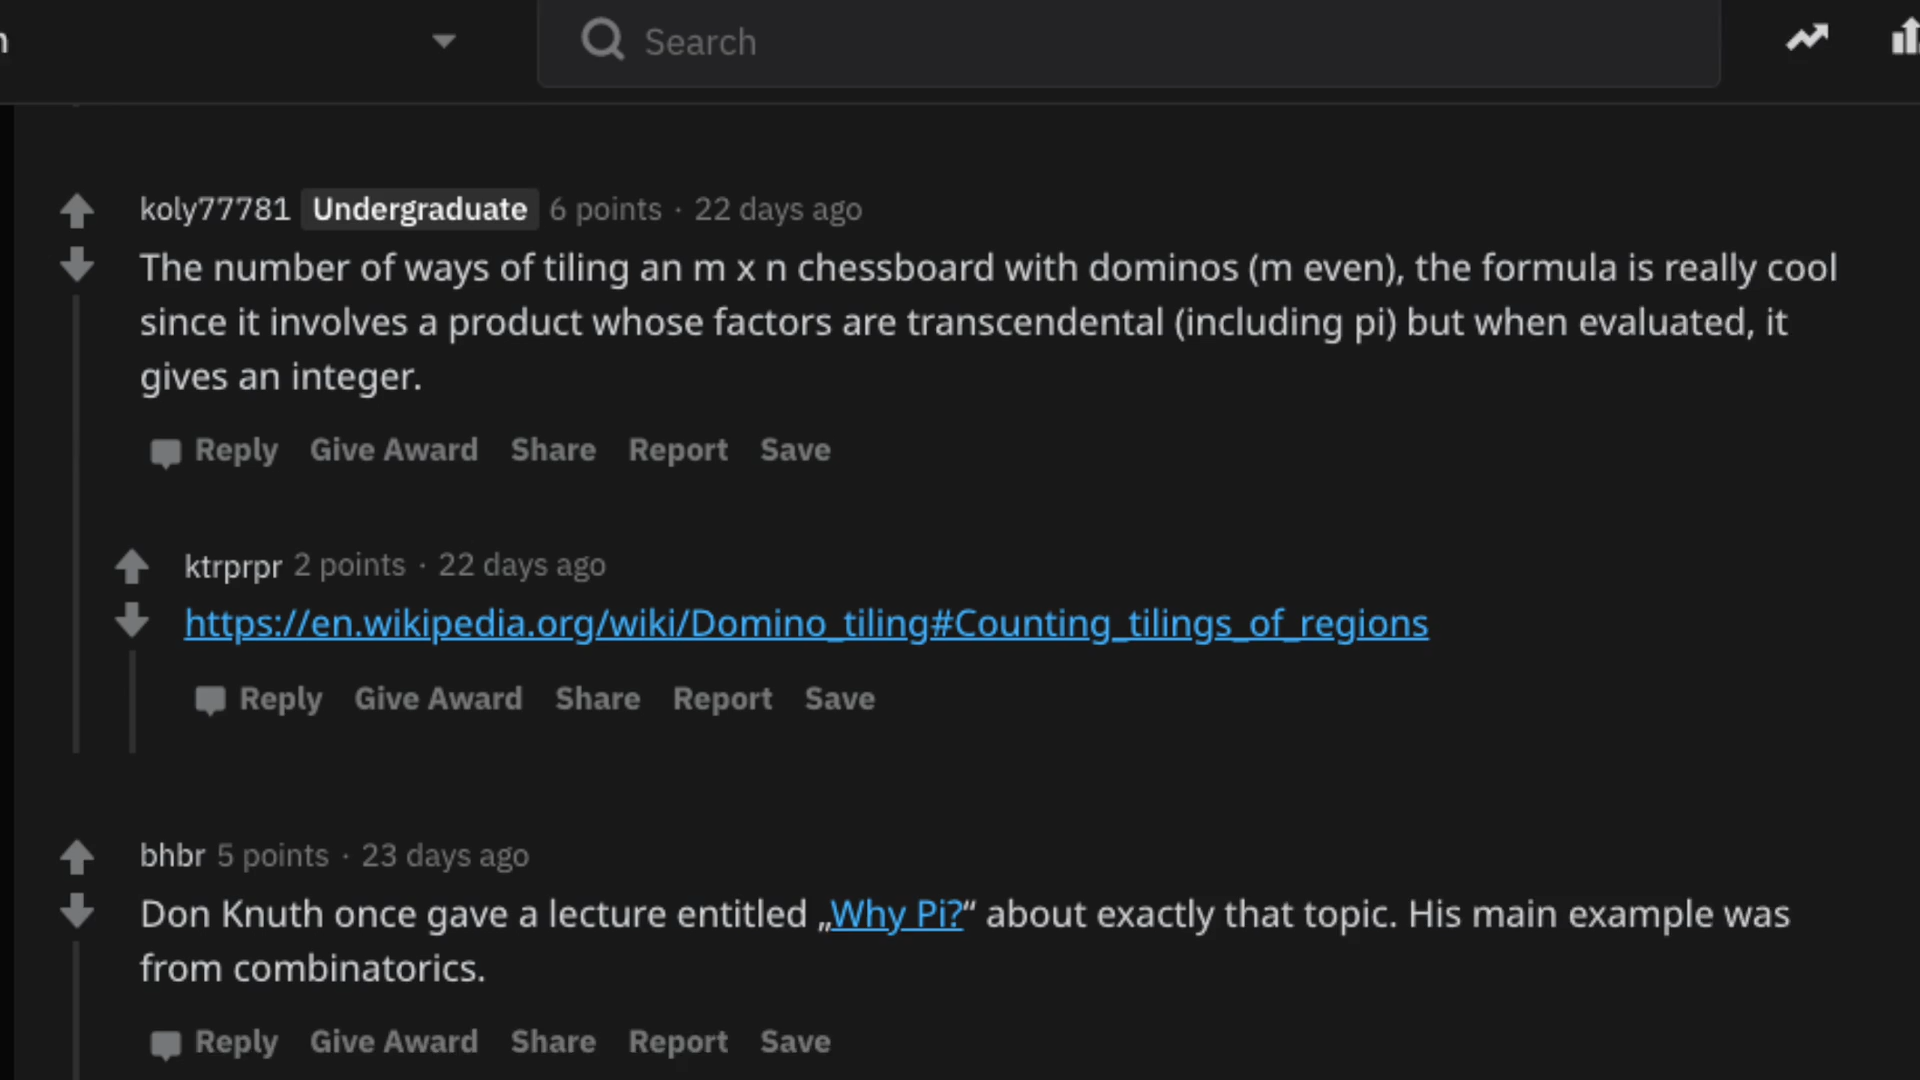 Search
koly77781 Undergraduate 6 points · 22 days ago
The number of ways of tiling an m x n chessboard with dominos (m even), the formula is really cool
since it involves a product whose factors are transcendental (including pi) but when evaluated, it
gives an integer.
Reply Give Award Share Report Save
ktrprpr 2 points · 22 days ago
https://en.wikipedia.org/wiki/Domino_tiling#Counting_tilings_of_regions
Reply Give Award Share Report Save
bhbr 5 points · 23 days ago
Don Knuth once gave a lecture entitled „Why Pi?“ about exactly that topic. His main example was
from combinatorics.
Reply Give Award Share Report Save